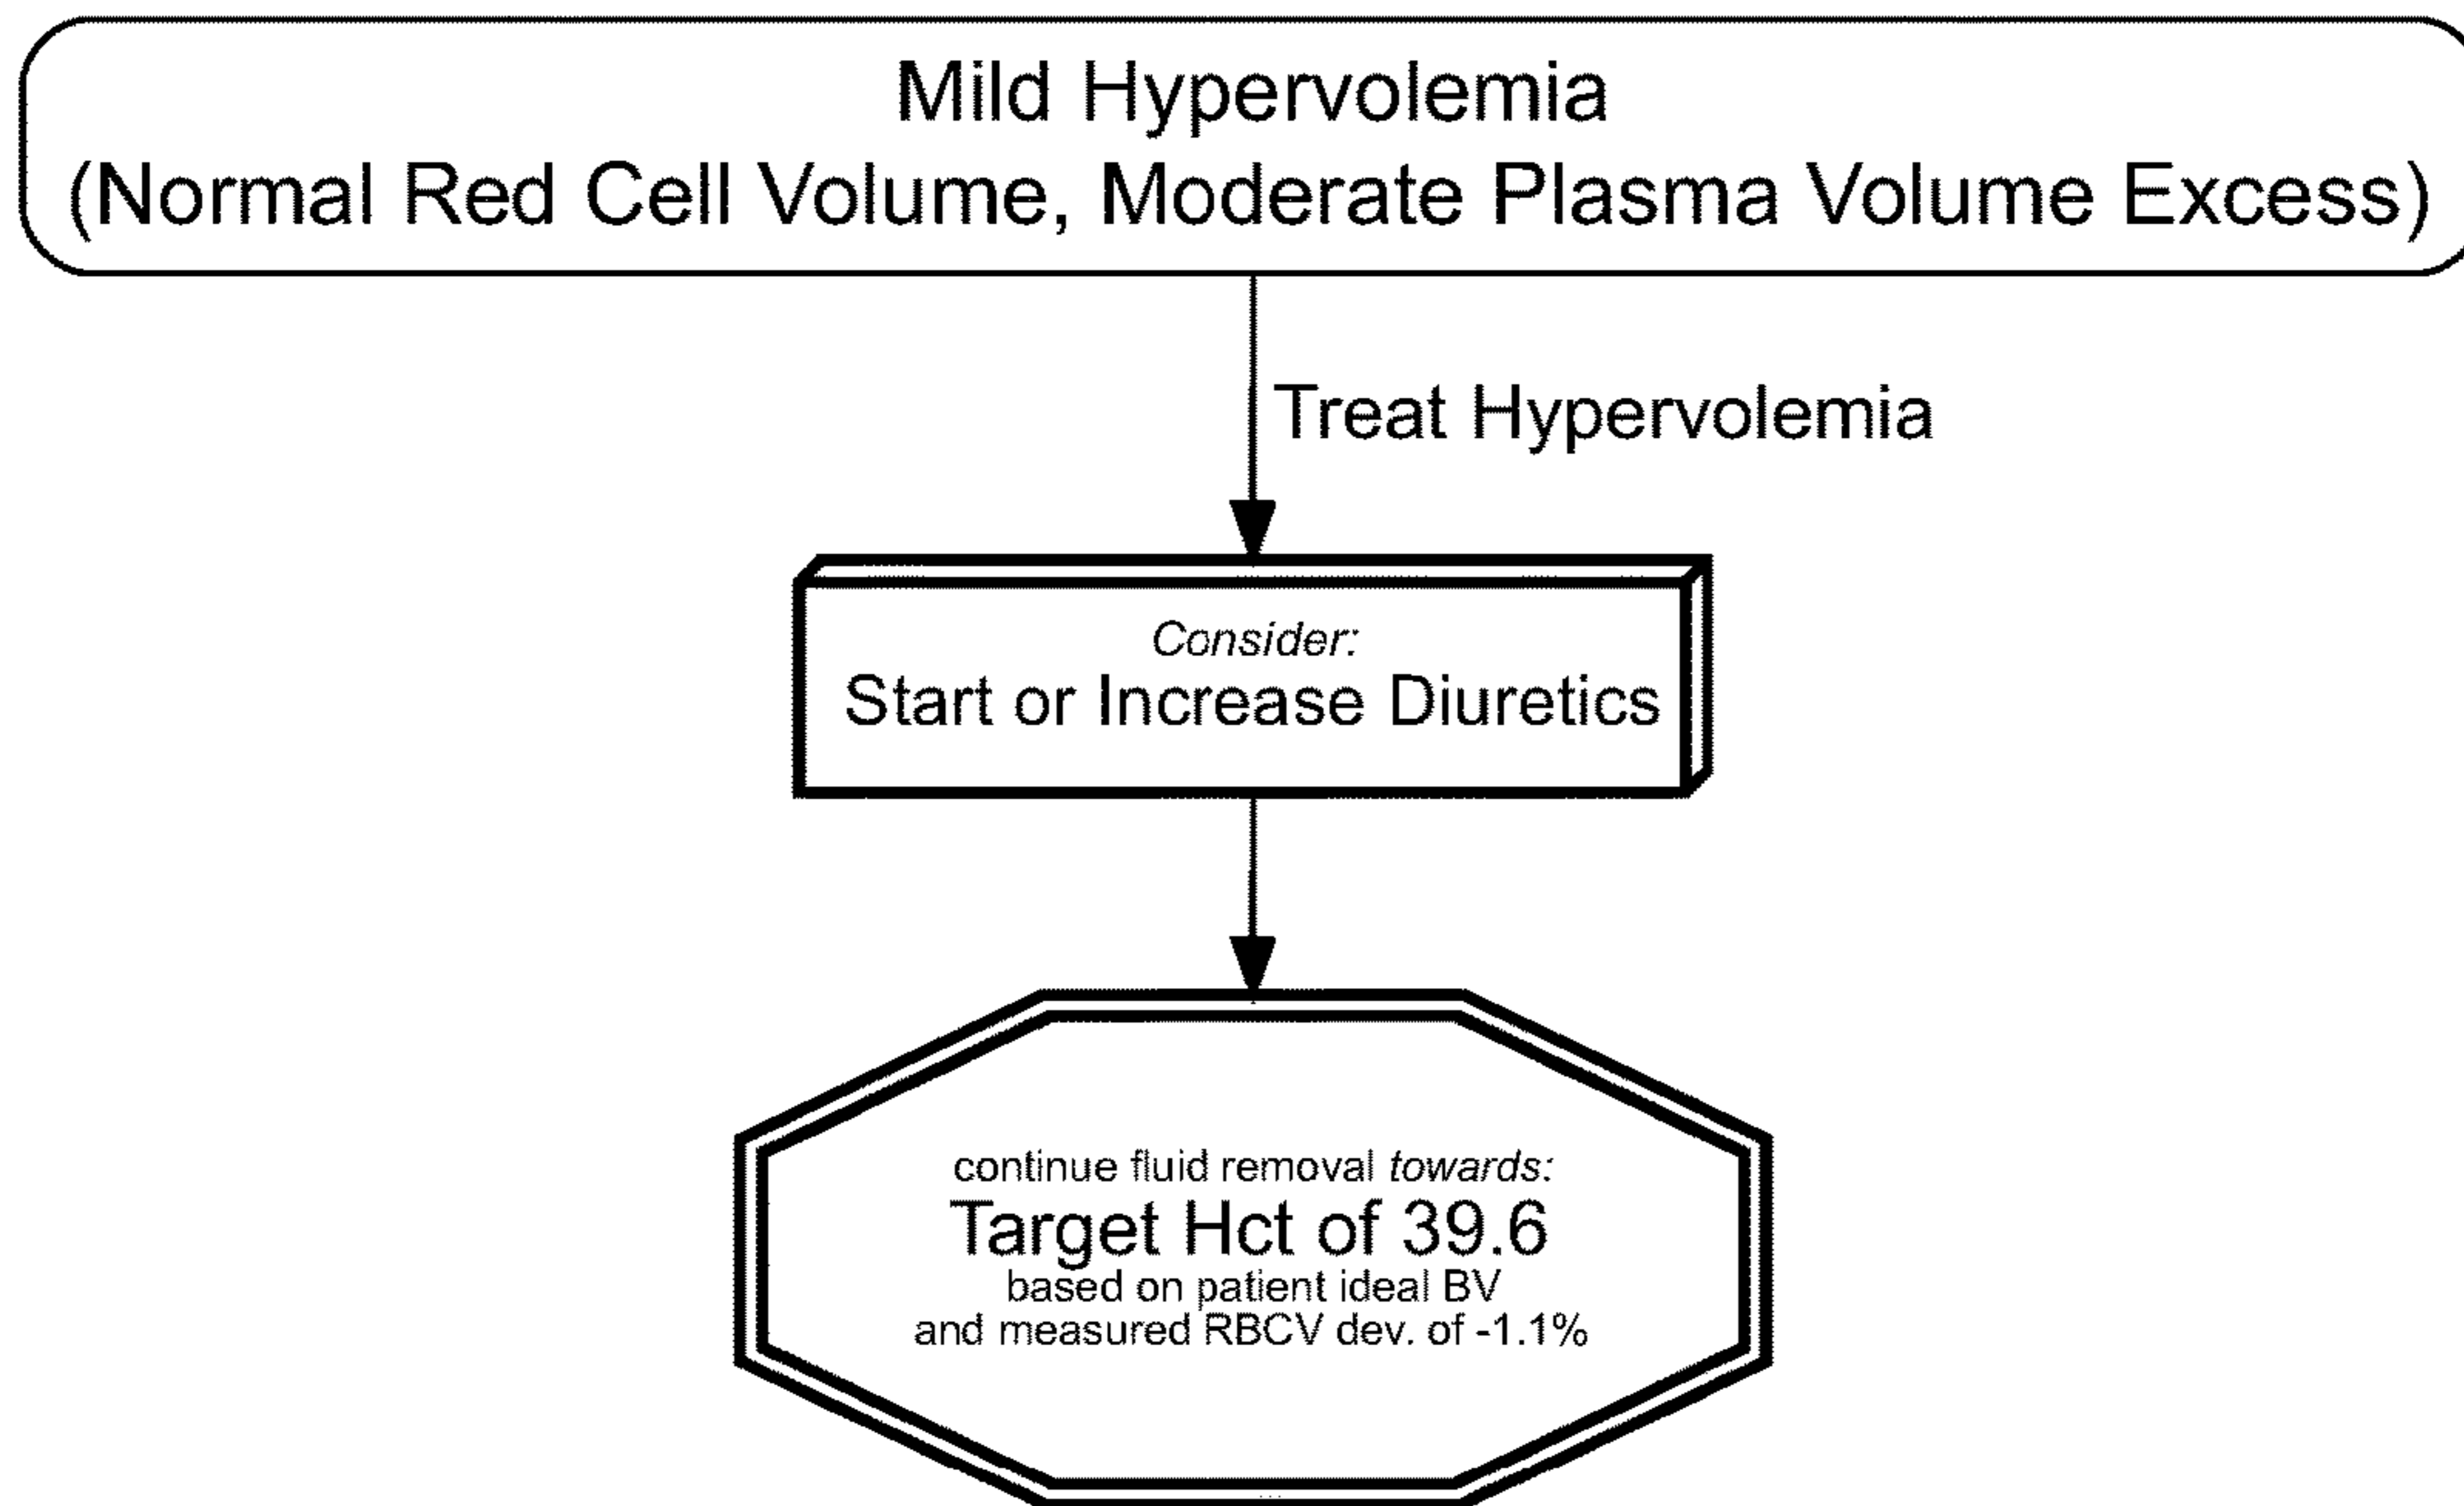 Mild Hypervolemia
(Normal Red Cell Volume, Moderate Plasma Volume Excess)
Treat Hypervolemia
Consider:
Start or Increase Diuretics
continue fluid removal towards:
Target Hct of 39.6
based on patient ideal BV
and measured RBCV dev. of -1.1%